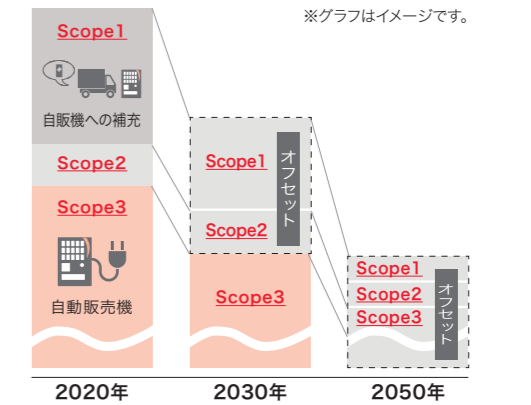 ※グラフはイメージです。
Scope1
自販機への補充
Scope2
Scope3
自動販売機
Scope1
Scope2
オフセット
Scope3
Scope1
Scope2
Scope3
オフセット
2020年
2030年
2050年